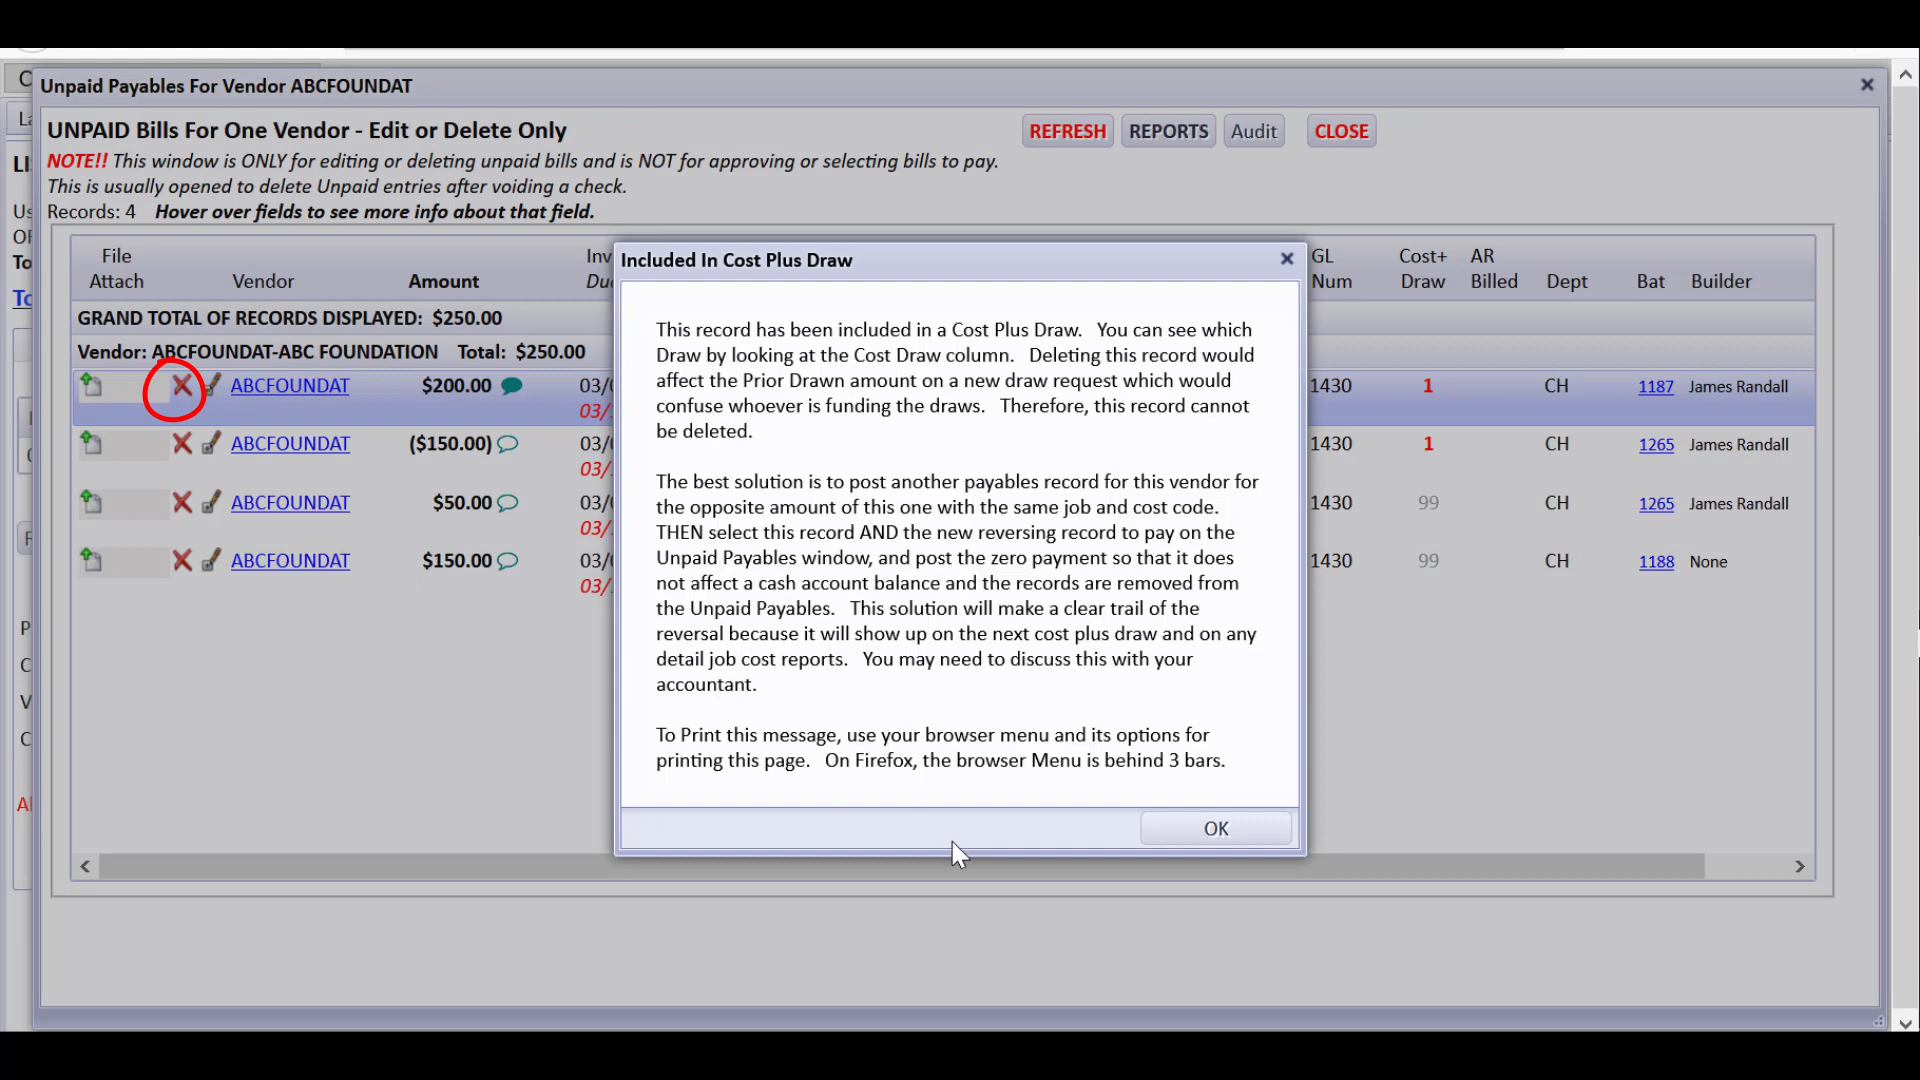 Unpaid Payables For Vendor ABCFOUNDAT
UNPAID Bills For One Vendor - Edit or Delete Only
REFRESH
REPORTS
Audit
CLOSE
NOTE!! This window is ONLY for editing or deleting unpaid bills and is NOT for approving or selecting bills to pay.
This is usually opened to delete Unpaid entries after voiding a check.
Records: 4 Hover over fields to see more info about that field.
File Attach
Vendor
Amount
GL Num
Cost+ Draw
AR Billed
Dept
Bat
Builder
GRAND TOTAL OF RECORDS DISPLAYED: $250.00
Vendor: ABCFOUNDAT-ABC FOUNDATION Total: $250.00
ABCFOUNDAT $200.00 1430 1 CH 1187 James Randall
ABCFOUNDAT ($150.00) 1430 1 CH 1265 James Randall
ABCFOUNDAT $50.00 1430 99 CH 1265 James Randall
ABCFOUNDAT $150.00 1430 99 CH 1188 None
Included In Cost Plus Draw
This record has been included in a Cost Plus Draw. You can see which
Draw by looking at the Cost Draw column. Deleting this record would
affect the Prior Drawn amount on a new draw request which would
confuse whoever is funding the draws. Therefore, this record cannot
be deleted.
The best solution is to post another payables record for this vendor for
the opposite amount of this one with the same job and cost code.
THEN select this record AND the new reversing record to pay on the
Unpaid Payables window, and post the zero payment so that it does
not affect a cash account balance and the records are removed from
the Unpaid Payables. This solution will make a clear trail of the
reversal because it will show up on the next cost plus draw and on any
detail job cost reports. You may need to discuss this with your
accountant.
To Print this message, use your browser menu and its options for
printing this page. On Firefox, the browser Menu is behind 3 bars.
OK